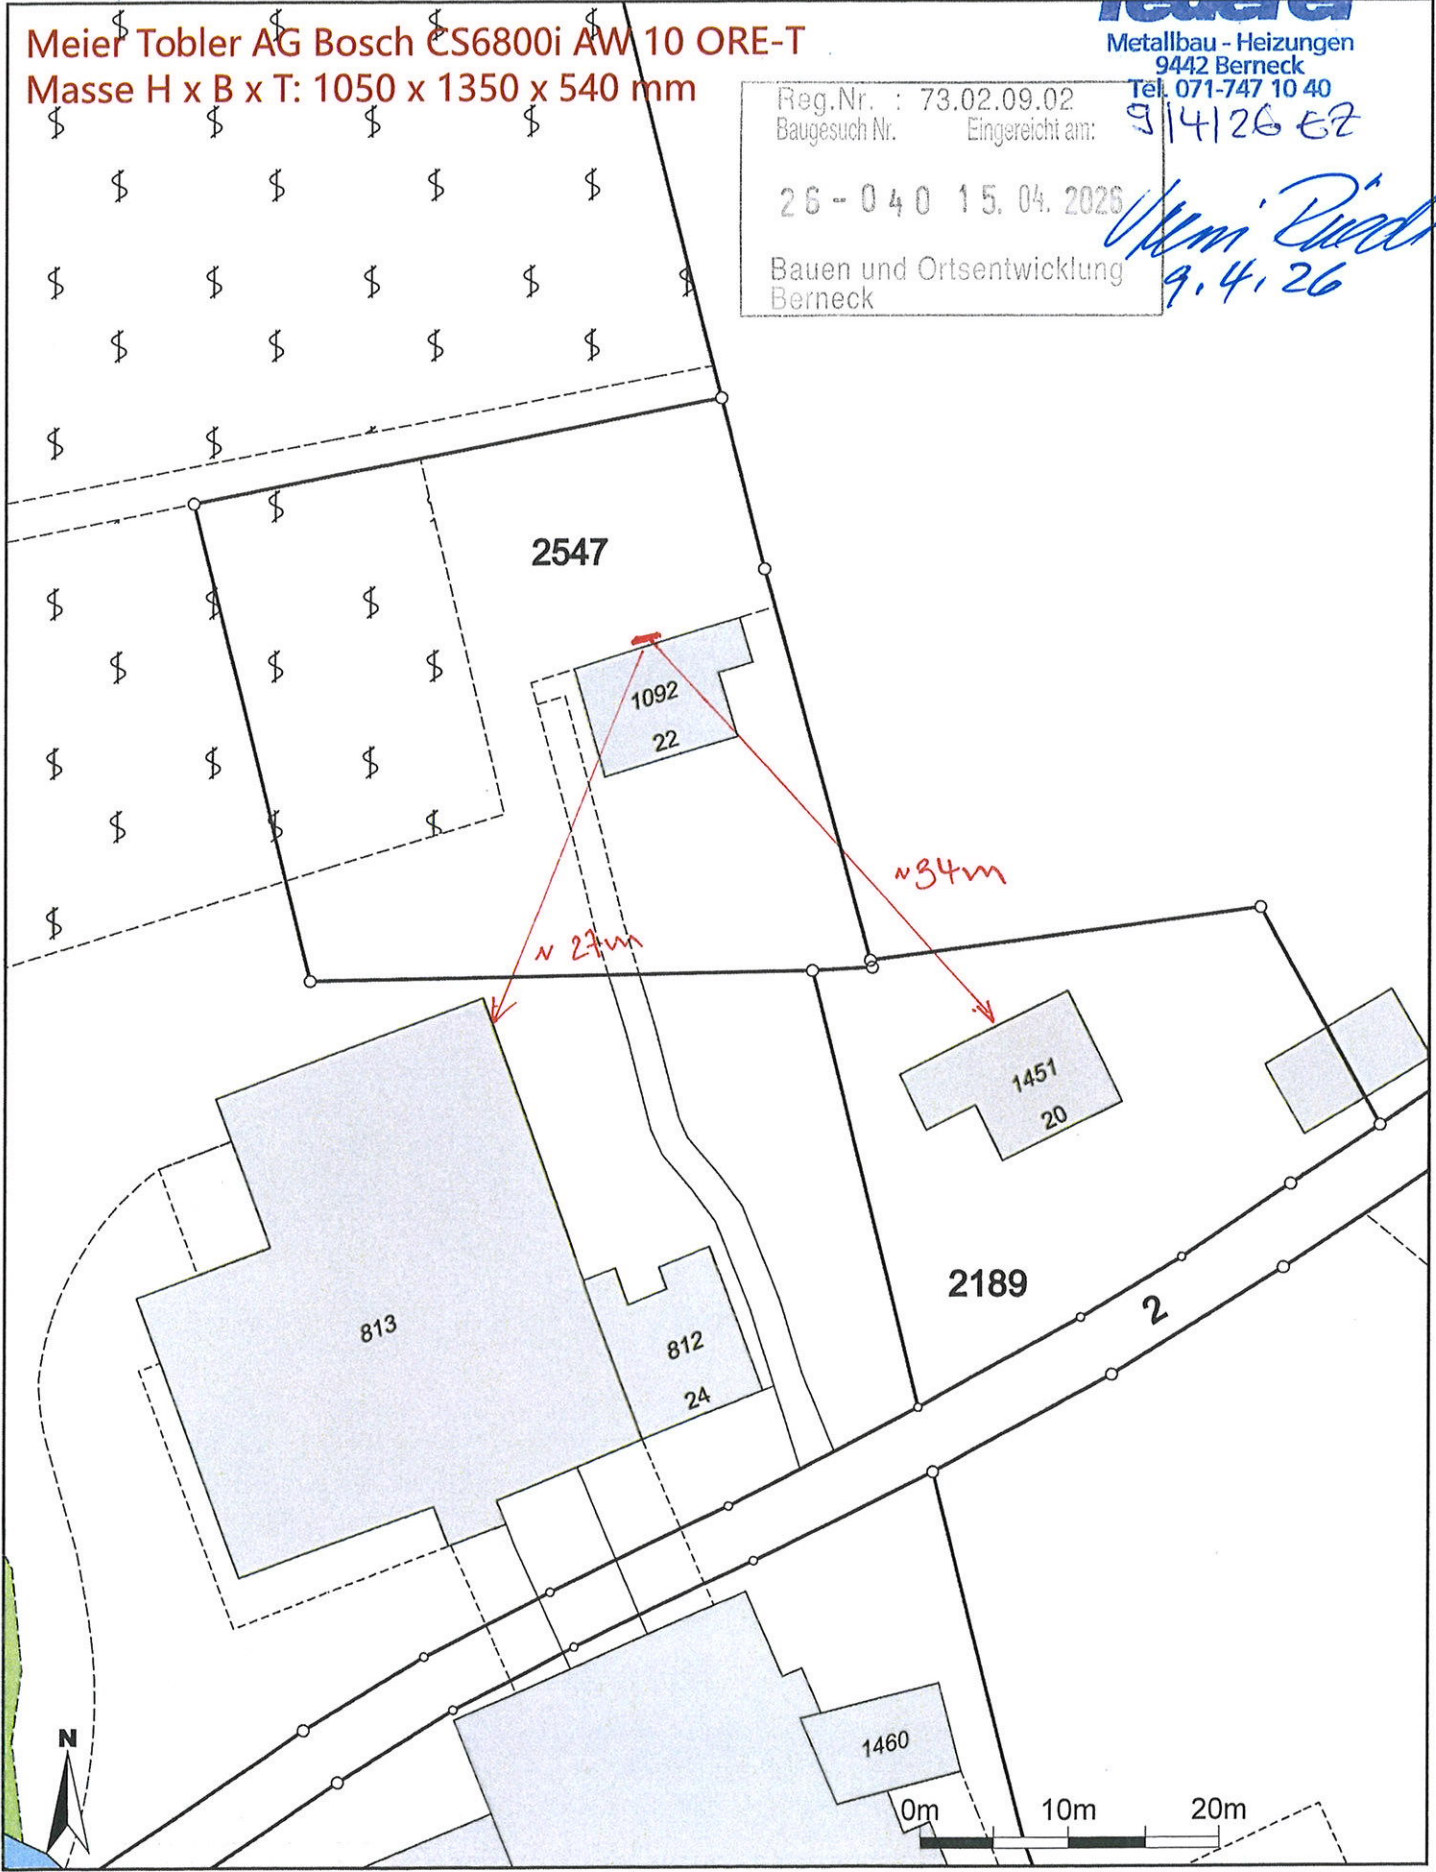 Meier Tobler AG Bosch CS6800i AW 10 ORE-T
Masse H x B x T: 1050 x 1350 x 540 mm
Metallbau - Heizungen
9442 Berneck
Tel. 071-747 10 40
9/4/26 EZ
Reg.Nr. : 73.02.09.02
Baugesuch Nr. Eingereicht am:
26-040 15. 04. 2026
Bauen und Ortsentwicklung
Berneck
9.4.26
2547
1092
22
~34m
~27m
1451
20
2189
2
813
812
24
1460
N
0m 10m 20m